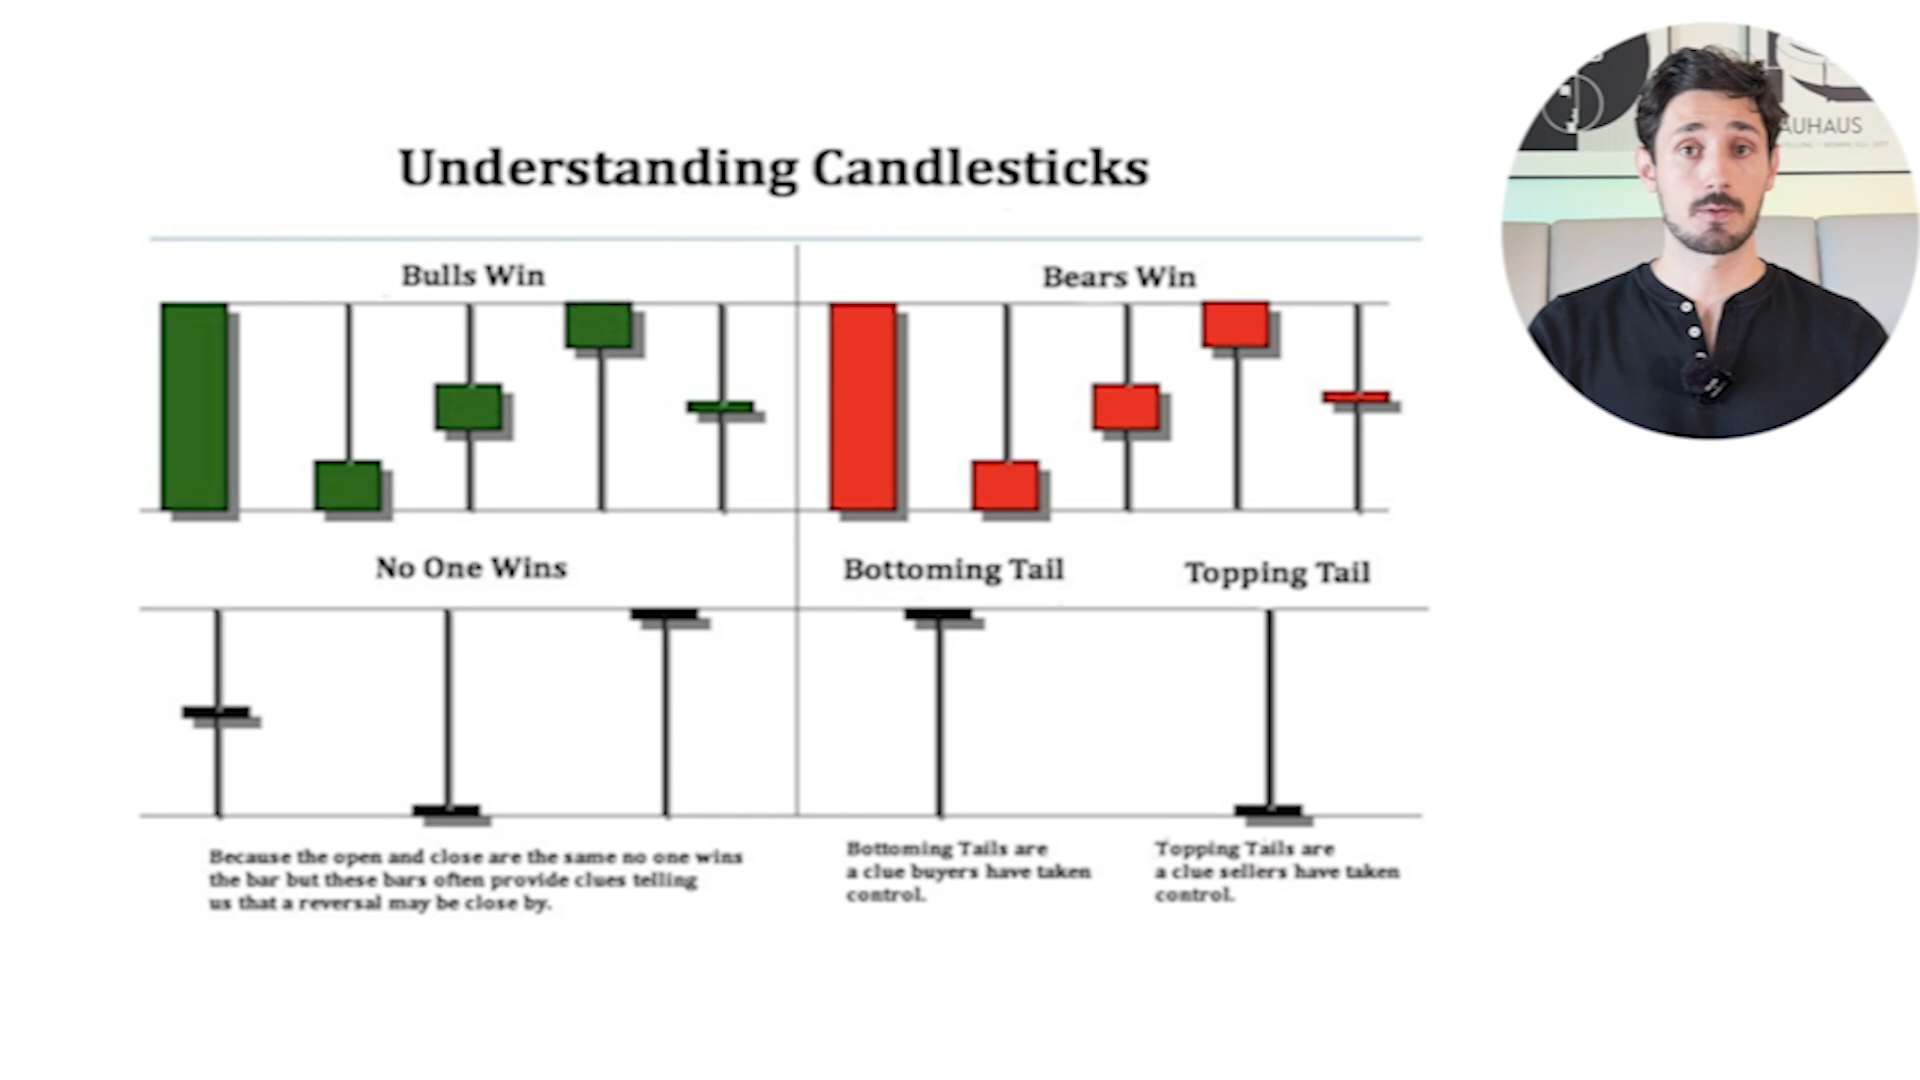 Understanding Candlesticks
AUHAUS
Bulls Win
Bears Win
No One Wins
Bottoming Tail
Topping Tail
Because the open and close are the same no one wins
the bar but these bars often provide clues telling
us that a reversal may be close by.
Bottoming Tails are
a clue buyers have taken
control.
Topping Tails are
a clue sellers have taken
control.